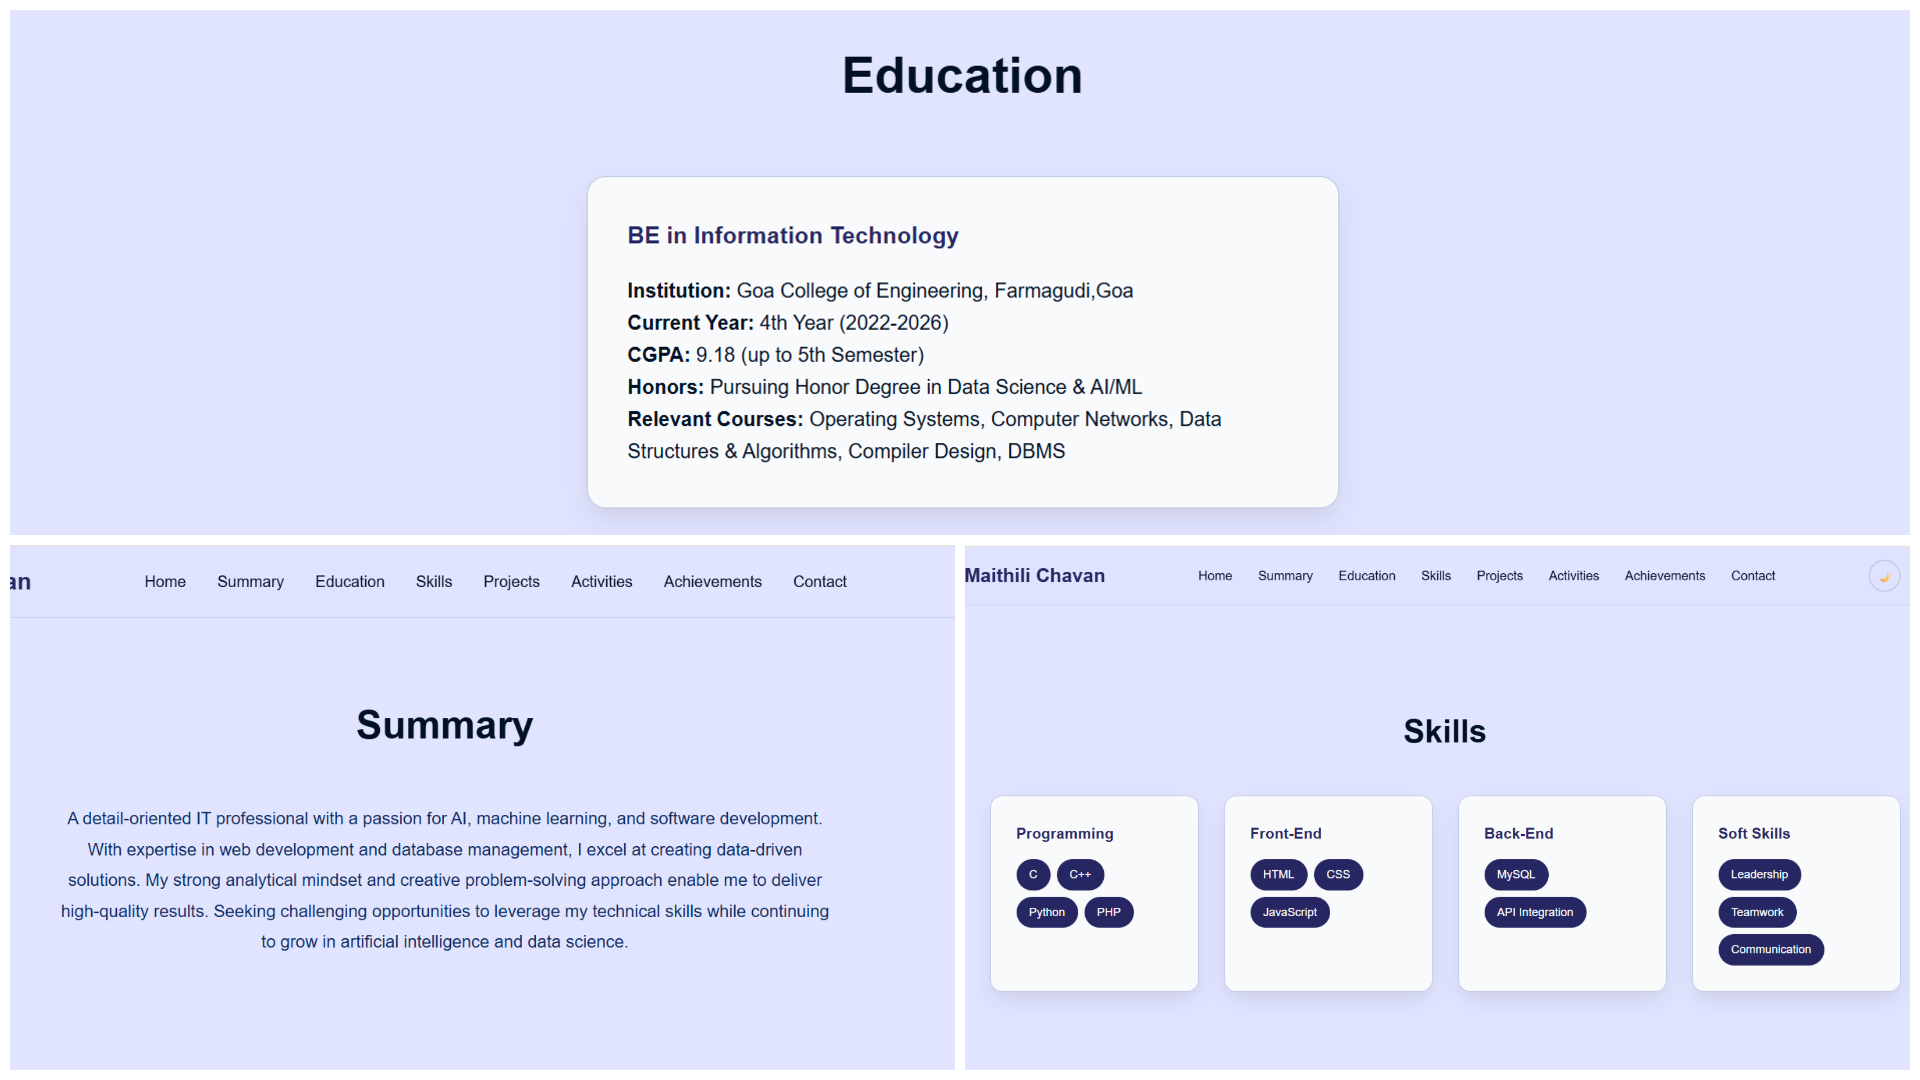 Education
BE in Information Technology
Institution: Goa College of Engineering, Farmagudi,Goa
Current Year: 4th Year (2022-2026)
CGPA: 9.18 (up to 5th Semester)
Honors: Pursuing Honor Degree in Data Science & AI/ML
Relevant Courses: Operating Systems, Computer Networks, Data
Structures & Algorithms, Compiler Design, DBMS
an Home Summary Education Skills Projects Activities Achievements Contact
Summary
A detail-oriented IT professional with a passion for AI, machine learning, and software development.
With expertise in web development and database management, I excel at creating data-driven
solutions. My strong analytical mindset and creative problem-solving approach enable me to deliver
high-quality results. Seeking challenging opportunities to leverage my technical skills while continuing
to grow in artificial intelligence and data science.
Maithili Chavan Home Summary Education Skills Projects Activities Achievements Contact
Skills
Programming
C C++
Python PHP
Front-End
HTML CSS
JavaScript
Back-End
MySQL
API Integration
Soft Skills
Leadership
Teamwork
Communication